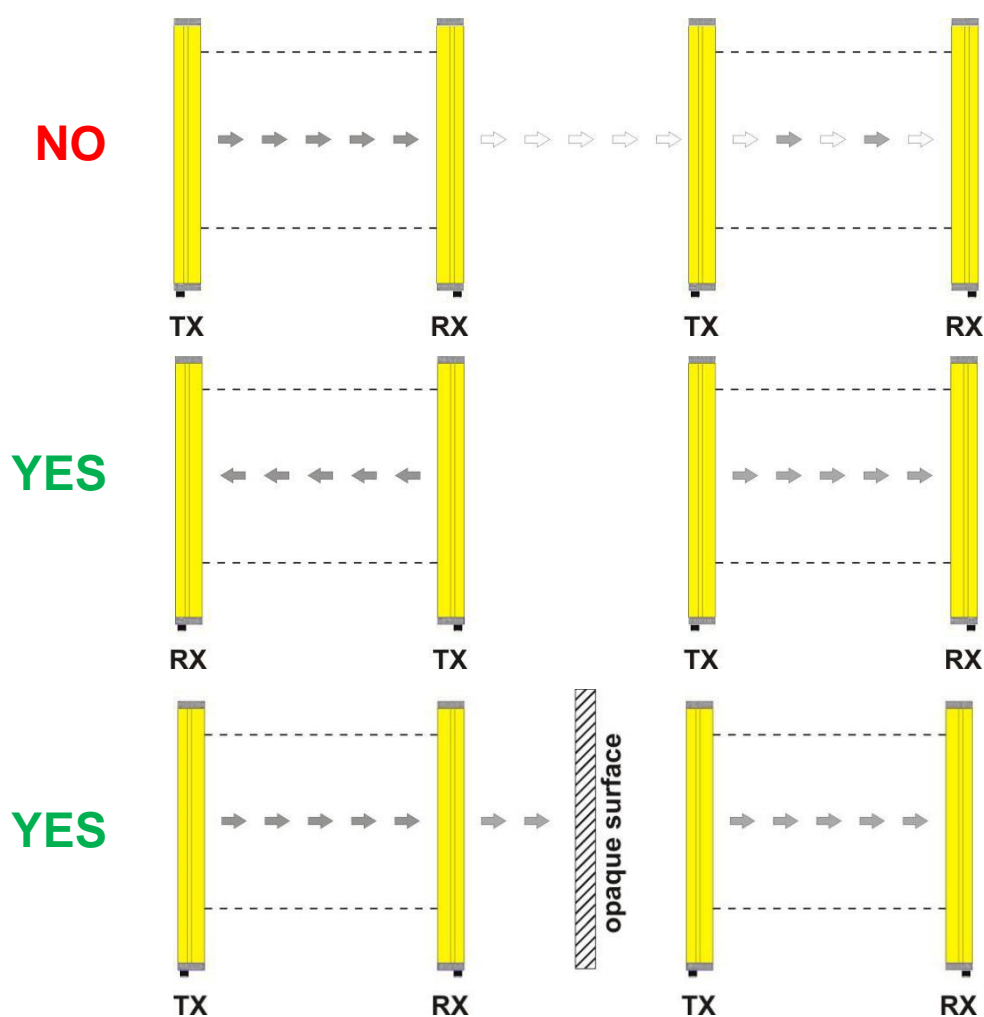 NO
TX RX TX RX
YES
RX TX TX RX
YES
opaque surface
TX RX TX RX